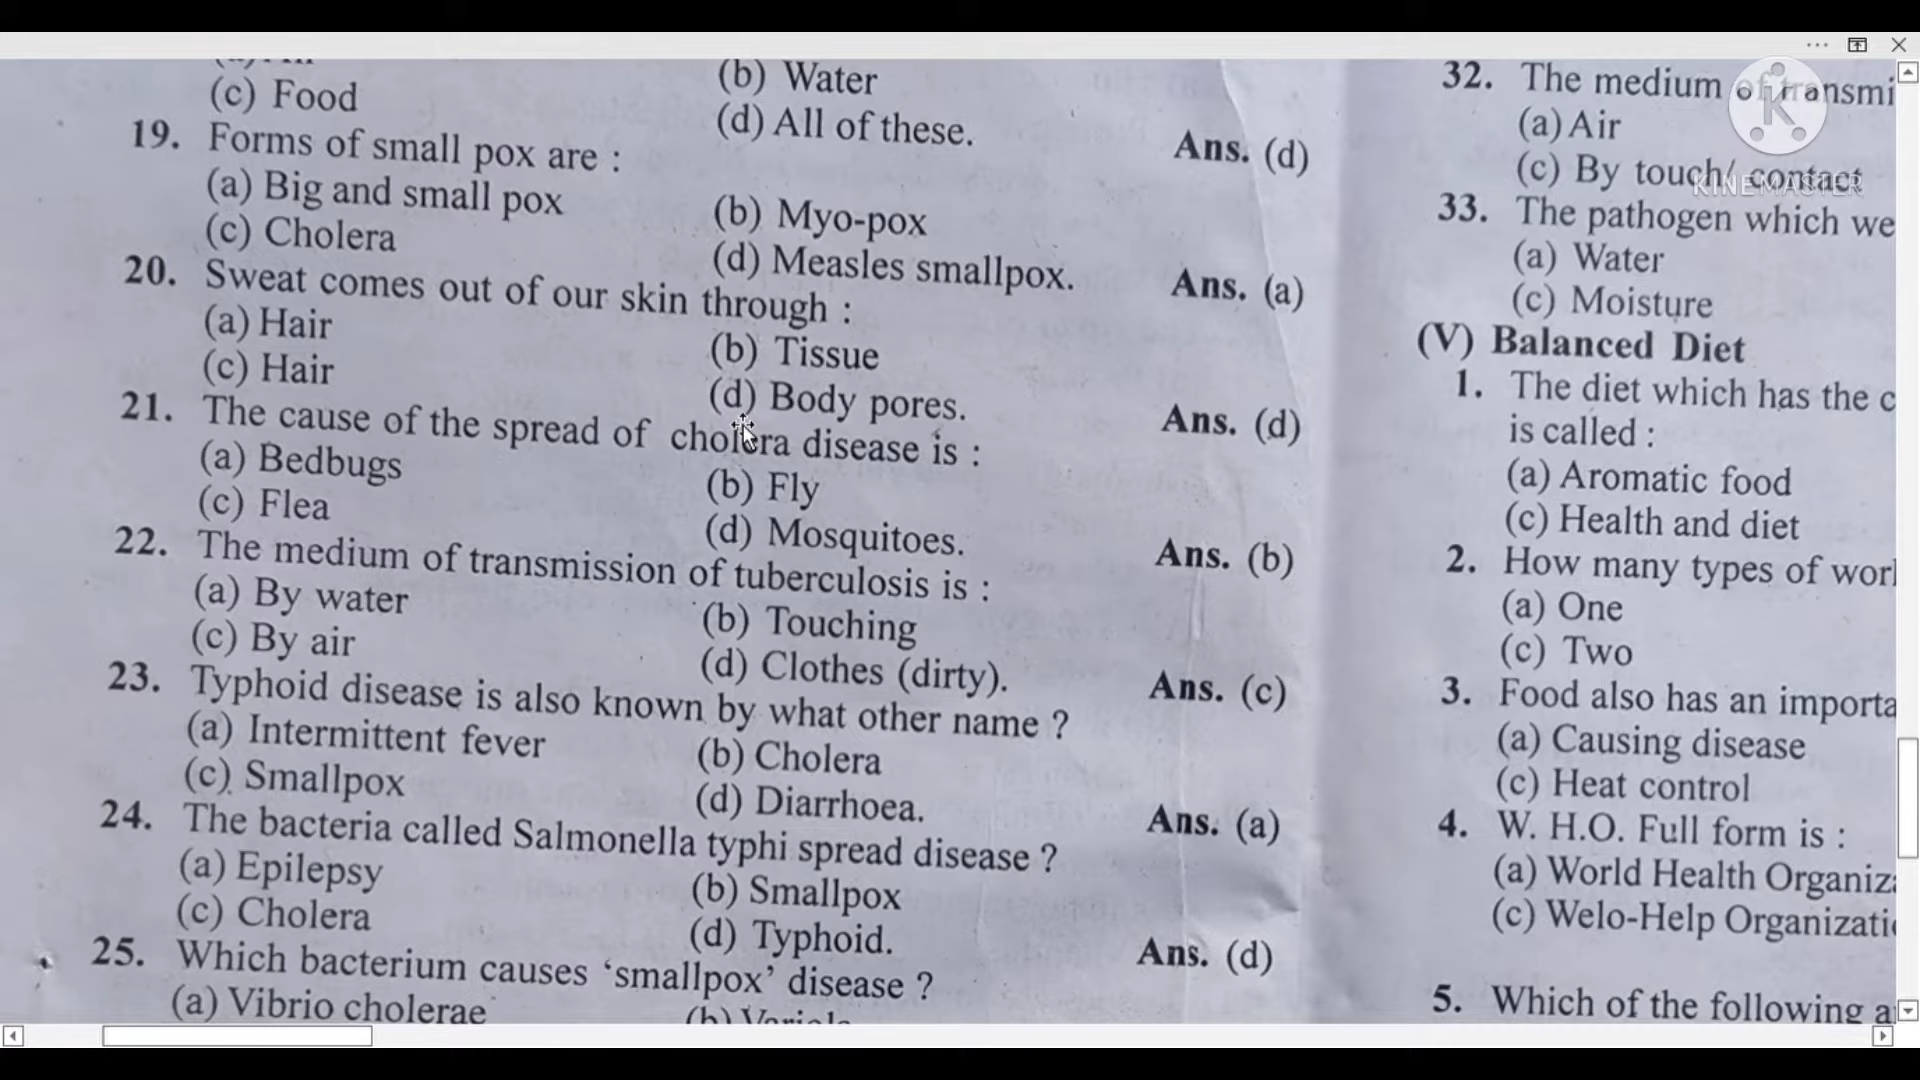 (b) Water
(c) Food
(d) All of these.
Ans. (d)
19. Forms of small pox are :
(a) Big and small pox
(b) Myo-pox
(c) Cholera
(d) Measles smallpox.
Ans. (a)
20. Sweat comes out of our skin through :
(a) Hair
(b) Tissue
(c) Hair
(d) Body pores.
Ans. (d)
21. The cause of the spread of cholera disease is :
(a) Bedbugs
(b) Fly
(c) Flea
(d) Mosquitoes.
Ans. (b)
22. The medium of transmission of tuberculosis is :
(a) By water
(b) Touching
(c) By air
(d) Clothes (dirty).
Ans. (c)
23. Typhoid disease is also known by what other name ?
(a) Intermittent fever
(b) Cholera
(c) Smallpox
(d) Diarrhoea.
Ans. (a)
24. The bacteria called Salmonella typhi spread disease ?
(a) Epilepsy
(b) Smallpox
(c) Cholera
(d) Typhoid.
Ans. (d)
25. Which bacterium causes ‘smallpox’ disease ?
(a) Vibrio cholerae
32. The medium of transmi
(a) Air
(c) By touch/ contact
KINEMASTER
33. The pathogen which we
(a) Water
(c) Moisture
(V) Balanced Diet
1. The diet which has the c
is called :
(a) Aromatic food
(c) Health and diet
2. How many types of wor
(a) One
(c) Two
3. Food also has an importa
(a) Causing disease
(c) Heat control
4. W. H.O. Full form is :
(a) World Health Organiz
(c) Welo-Help Organizati
5. Which of the following a